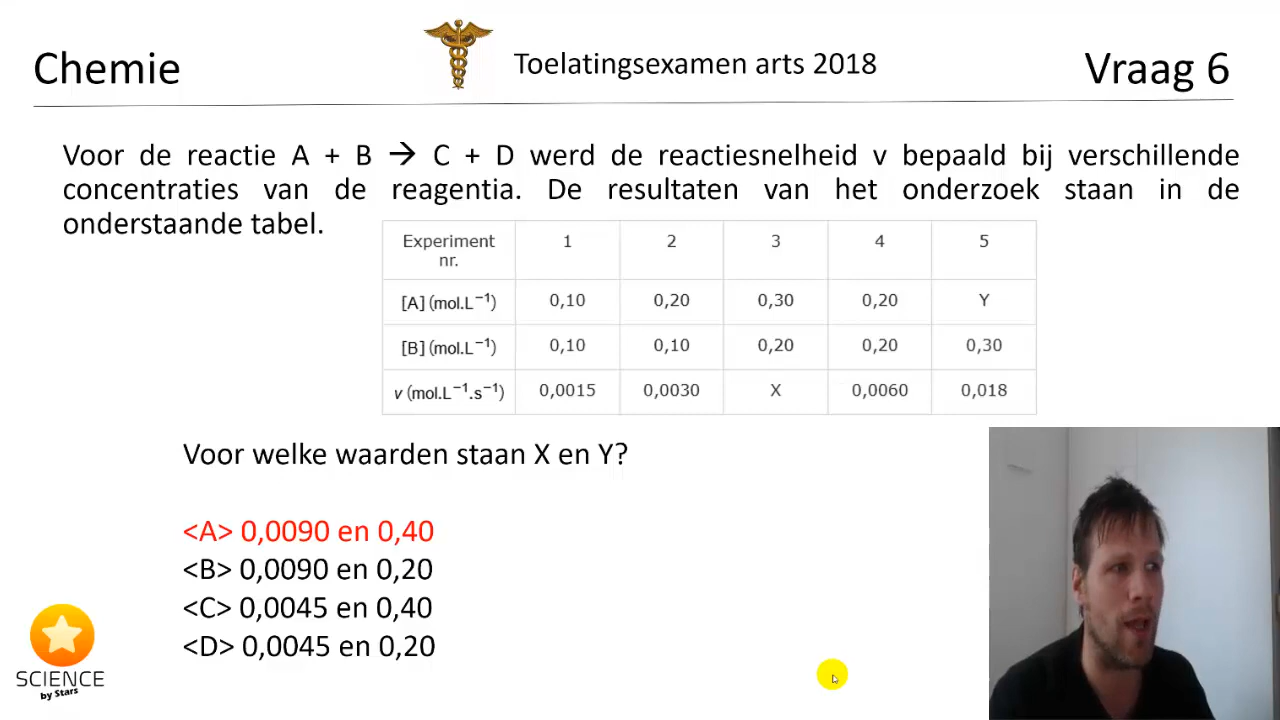 Chemie
Toelatingsexamen arts 2018
Vraag 6
Voor de reactie A + B → C + D werd de reactiesnelheid v bepaald bij verschillende
concentraties van de reagentia. De resultaten van het onderzoek staan in de
onderstaande tabel.
Experiment nr. 1 2 3 4 5
[A] (mol.L⁻¹) 0,10 0,20 0,30 0,20 Y
[B] (mol.L⁻¹) 0,10 0,10 0,20 0,20 0,30
v (mol.L⁻¹.s⁻¹) 0,0015 0,0030 X 0,0060 0,018
Voor welke waarden staan X en Y?
<A> 0,0090 en 0,40
<B> 0,0090 en 0,20
<C> 0,0045 en 0,40
<D> 0,0045 en 0,20
SCIENCE
by Stars